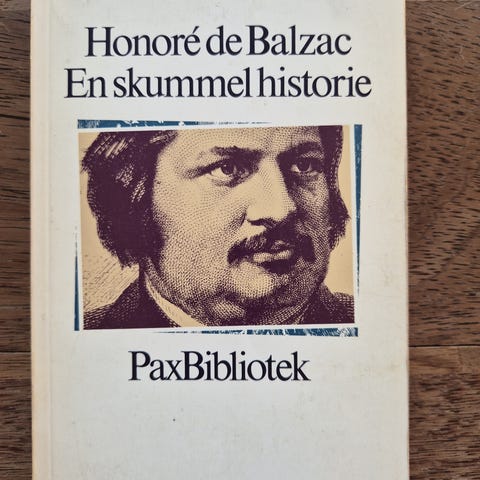 Honoré de Balzac
En skummel historie
PaxBibliotek